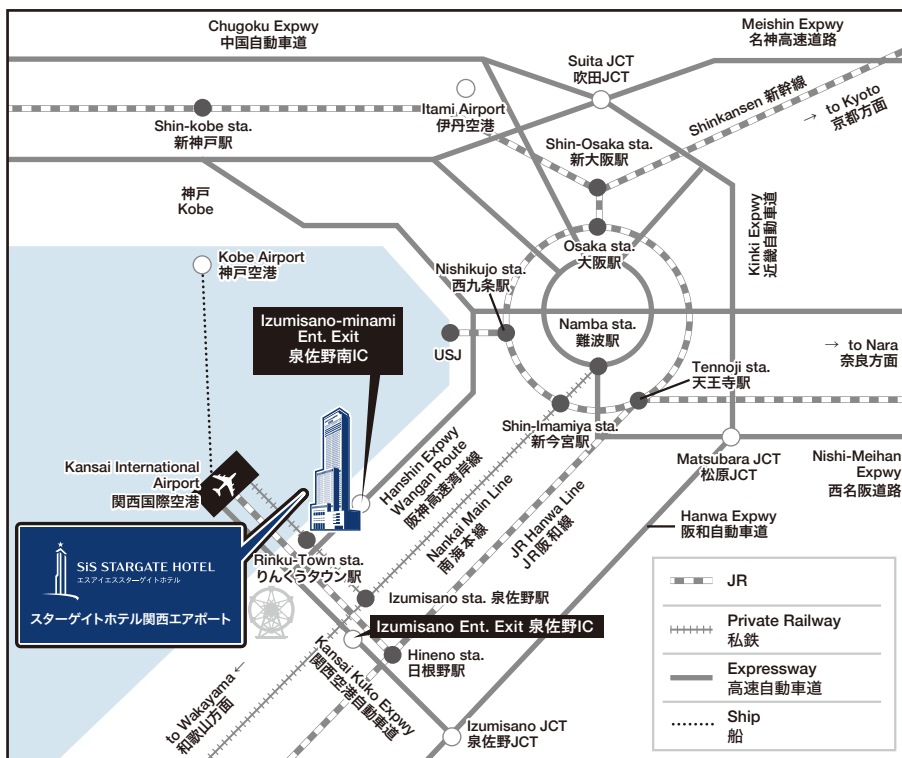 Chugoku Expwy
中国自動車道
Meishin Expwy
名神高速道路
Suita JCT
吹田JCT
Itami Airport
伊丹空港
Shinkansen 新幹線
→ to Kyoto
京都方面
Shin-kobe sta.
新神戸駅
Shin-Osaka sta.
新大阪駅
神戸
Kobe
Kinki Expwy
近畿自動車道
Osaka sta.
大阪駅
Kobe Airport
神戸空港
Nishikujo sta.
西九条駅
Izumisano-minami
Ent. Exit
泉佐野南IC
USJ
Namba sta.
難波駅
→ to Nara
奈良方面
Tennoji sta.
天王寺駅
Shin-Imamiya sta.
新今宮駅
Matsubara JCT
松原JCT
Nishi-Meihan
Expwy
西名阪道路
Kansai International
Airport
関西国際空港
Hanshin Expwy
Wangan Route
阪神高速湾岸線
Nankai Main Line
南海本線
JR Hanwa Line
JR阪和線
Hanwa Expwy
阪和自動車道
SiS STARGATE HOTEL
エスアイエススターゲイトホテル
スターゲイトホテル関西エアポート
Rinku-Town sta.
りんくうタウン駅
Izumisano sta. 泉佐野駅
Izumisano Ent. Exit 泉佐野IC
Hineno sta.
日根野駅
Kansai Kuko Expwy
関西空港自動車道
to Wakayama ←
和歌山方面
Izumisano JCT
泉佐野JCT
JR
Private Railway
私鉄
Expressway
高速自動車道
Ship
船